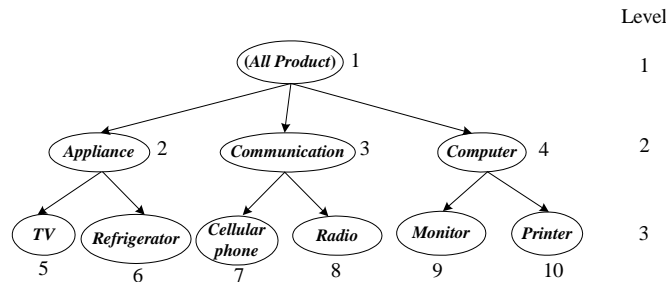 Level
(All Product) 1
1
Appliance 2
Communication 3
Computer 4
2
TV
Refrigerator
Cellular
phone
Radio
Monitor
Printer
3
5
6
7
8
9
10